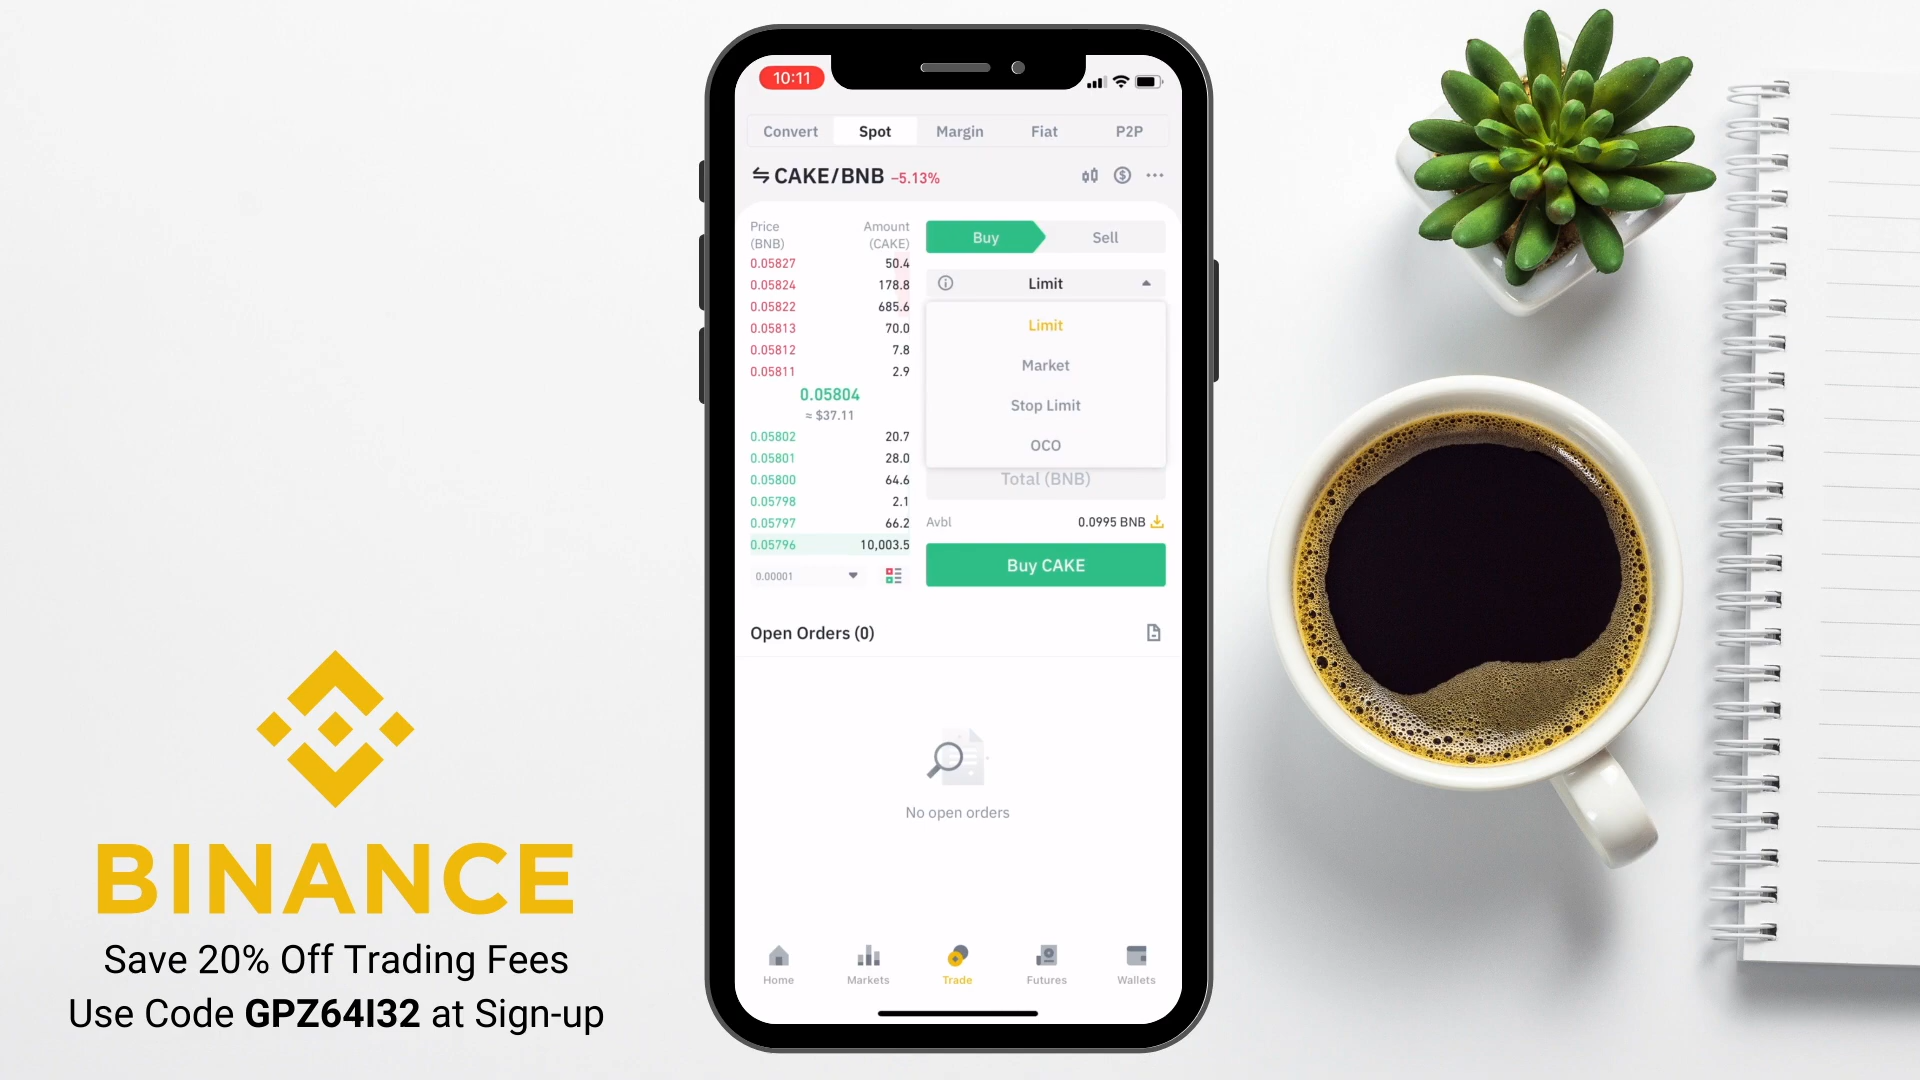 10:11
Convert Spot Margin Fiat P2P
CAKE/BNB -5.13%
Price Amount
(BNB) (CAKE)
0.05827 50.4
0.05824 178.8
0.05822 685.6
0.05813 70.0
0.05812 7.8
0.05811 2.9
0.05804
≈ $37.11
0.05802 20.7
0.05801 28.0
0.05800 64.6
0.05798 2.1
0.05797 66.2
0.05796 10,003.5
0.00001
Buy Sell
Limit
Limit
Market
Stop Limit
OCO
Total (BNB)
Avbl 0.0995 BNB
Buy CAKE
Open Orders (0)
No open orders
Home Markets Trade Futures Wallets
BINANCE
Save 20% Off Trading Fees
Use Code GPZ64I32 at Sign-up